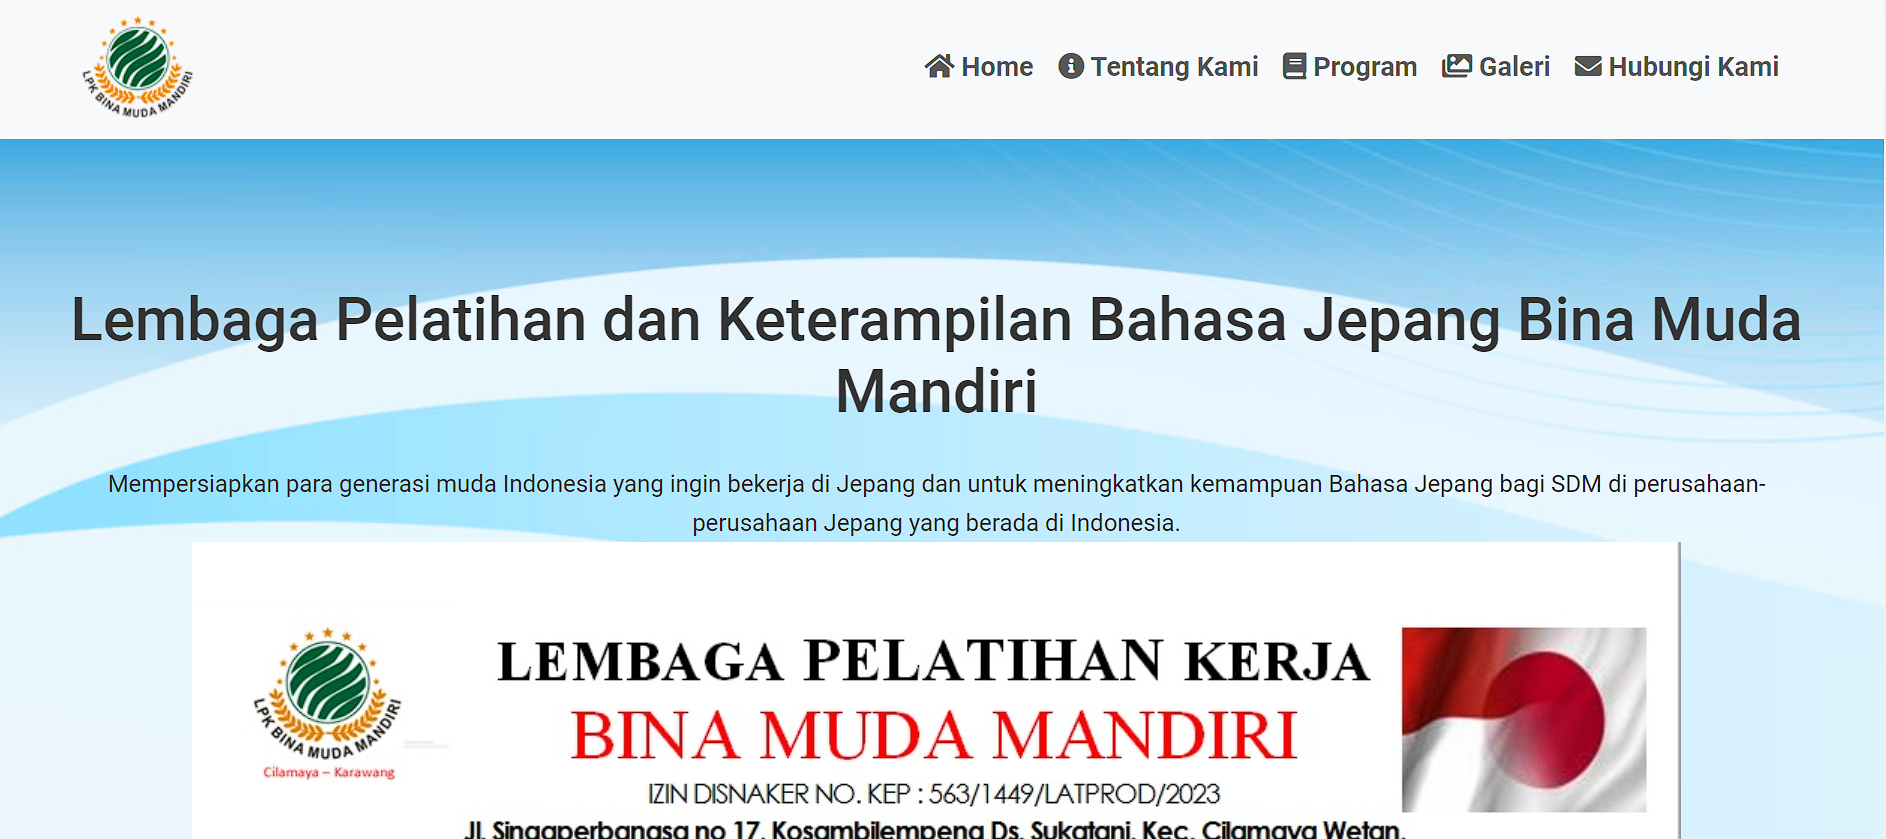 LPK BINA MUDA MANDIRI
Home Tentang Kami Program Galeri Hubungi Kami
Lembaga Pelatihan dan Keterampilan Bahasa Jepang Bina Muda
Mandiri
Mempersiapkan para generasi muda Indonesia yang ingin bekerja di Jepang dan untuk meningkatkan kemampuan Bahasa Jepang bagi SDM di perusahaan-
perusahaan Jepang yang berada di Indonesia.
LPK BINA MUDA MANDIRI
Cilamaya – Karawang
LEMBAGA PELATIHAN KERJA
BINA MUDA MANDIRI
IZIN DISNAKER NO. KEP : 563/1449/LATPROD/2023
Jl. Singaperbangsa no 17, Kosambilempeng Ds. Sukatani, Kec. Cilamaya Wetan,